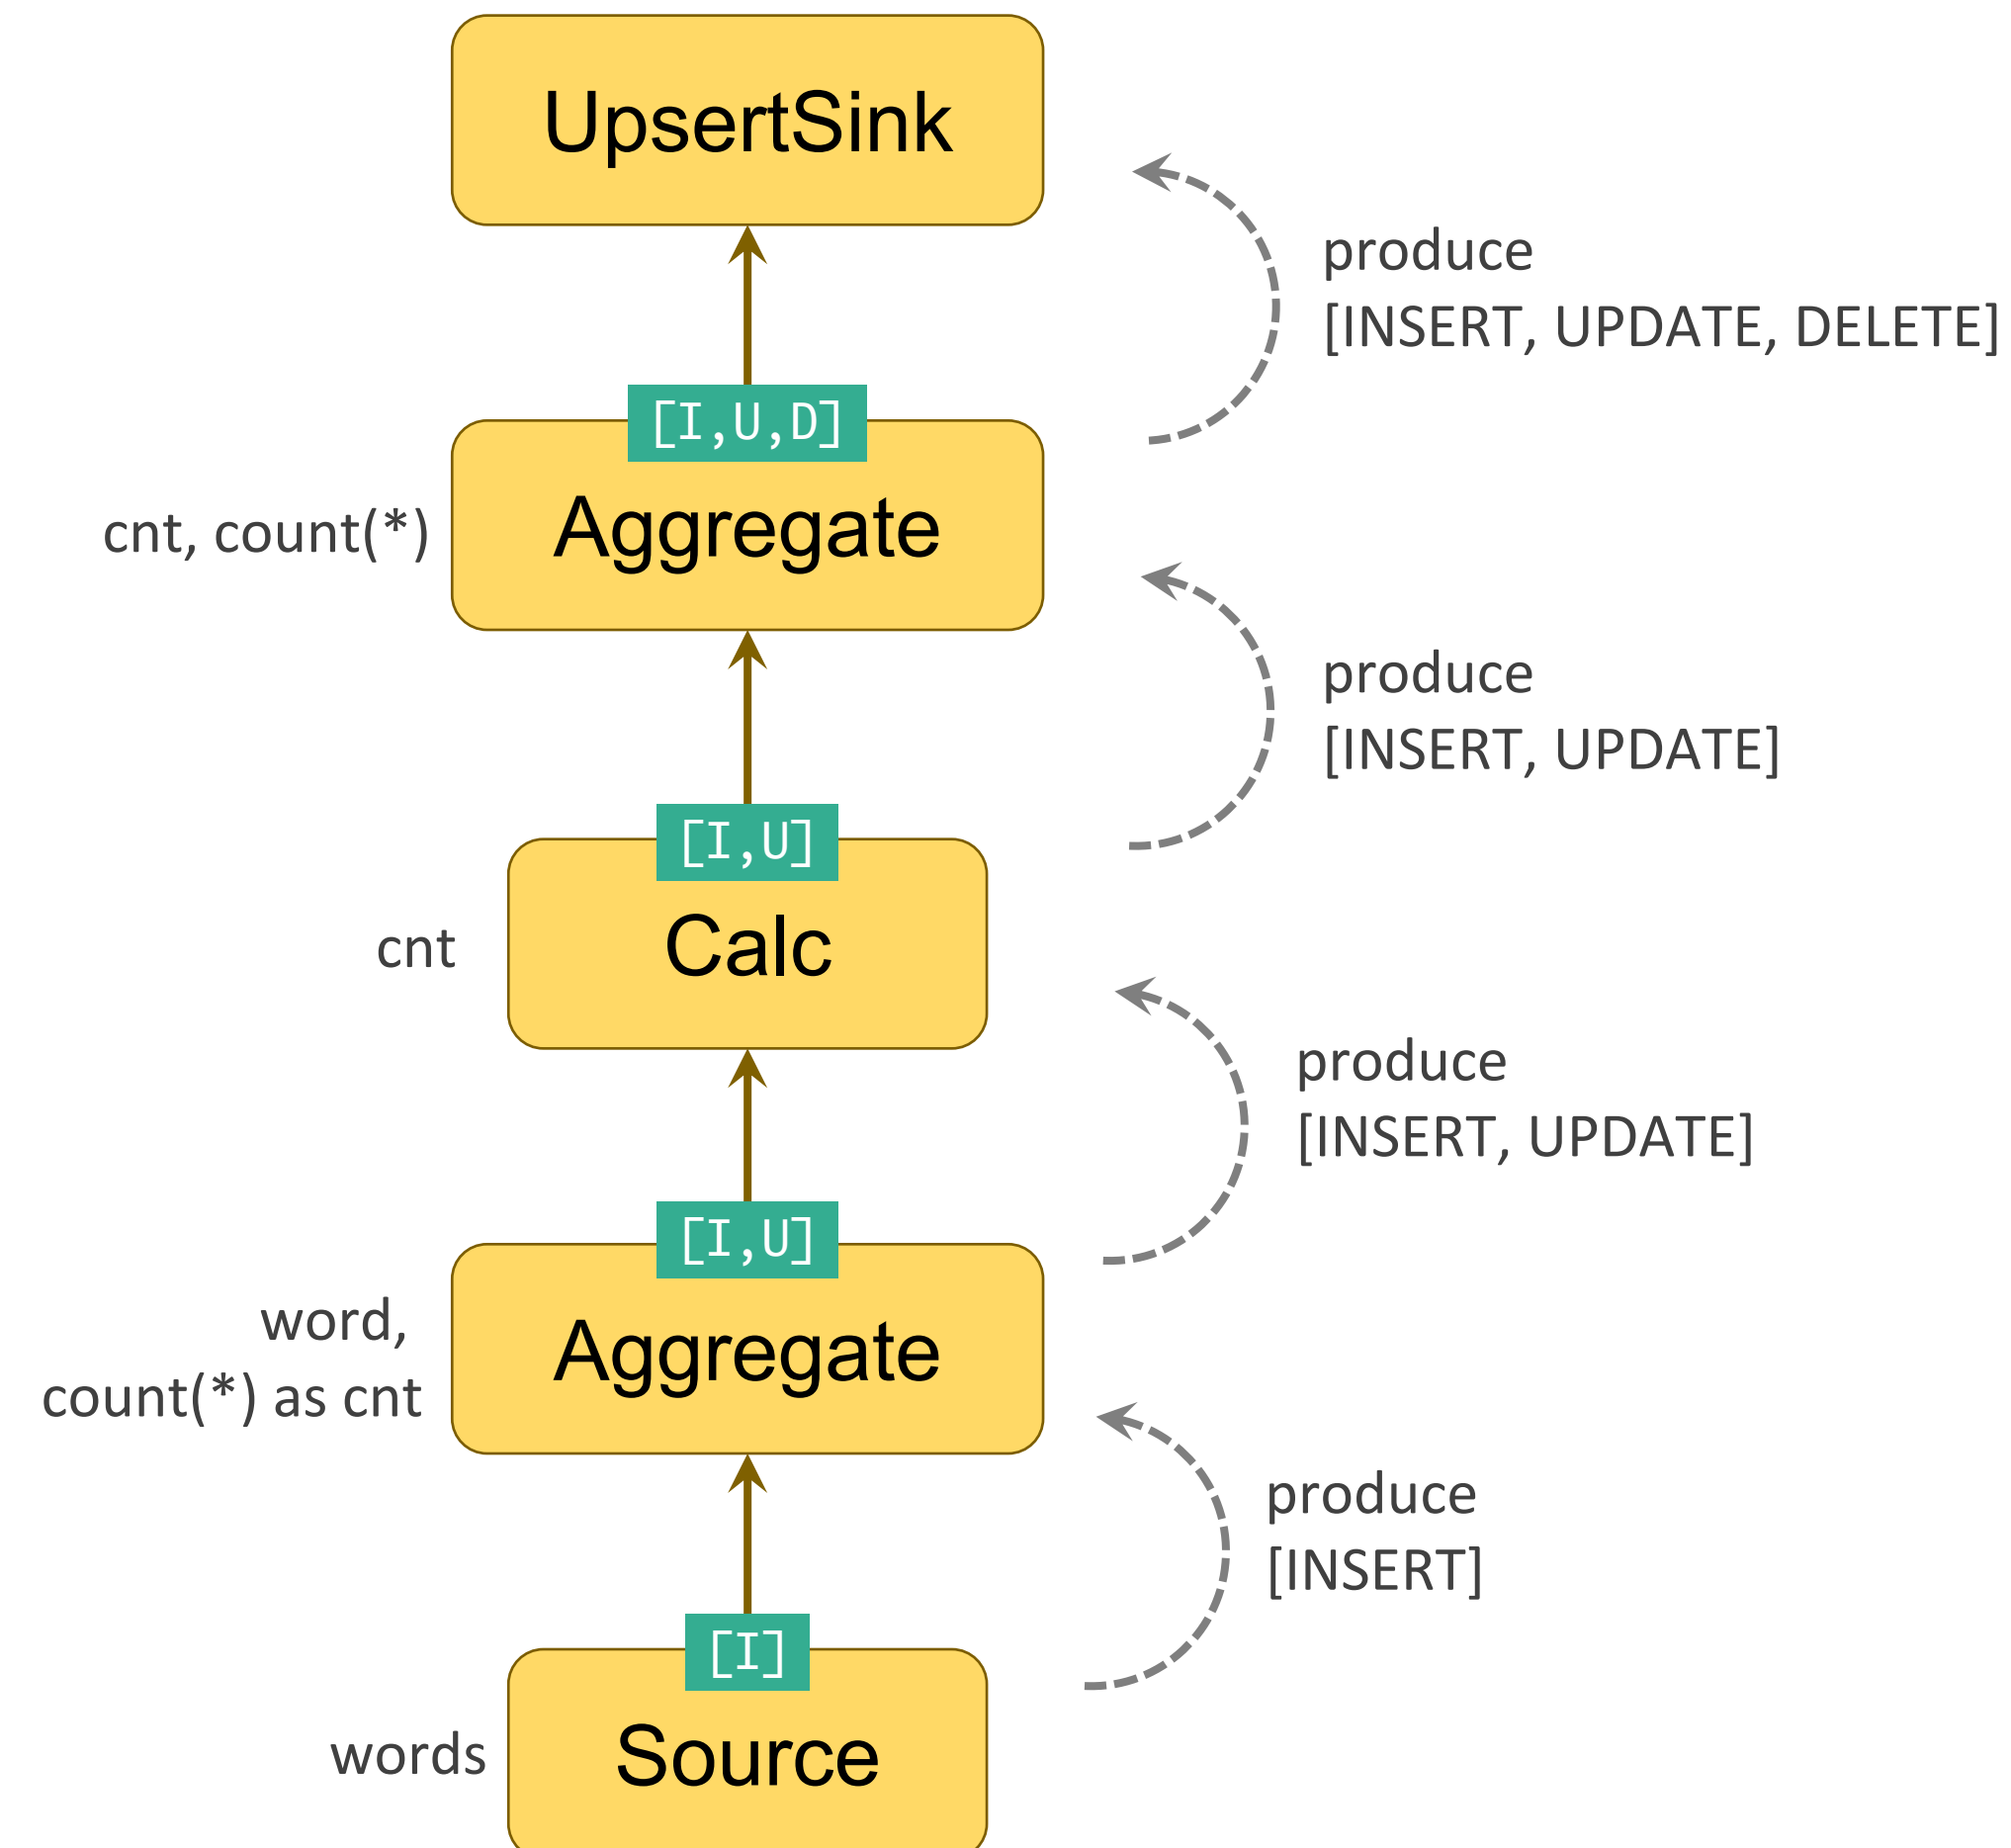 UpsertSink
produce
[INSERT, UPDATE, DELETE]
[I,U,D]
cnt, count(*)
Aggregate
produce
[INSERT, UPDATE]
[I,U]
cnt
Calc
produce
[INSERT, UPDATE]
[I,U]
word,
count(*) as cnt
Aggregate
produce
[INSERT]
[I]
words
Source